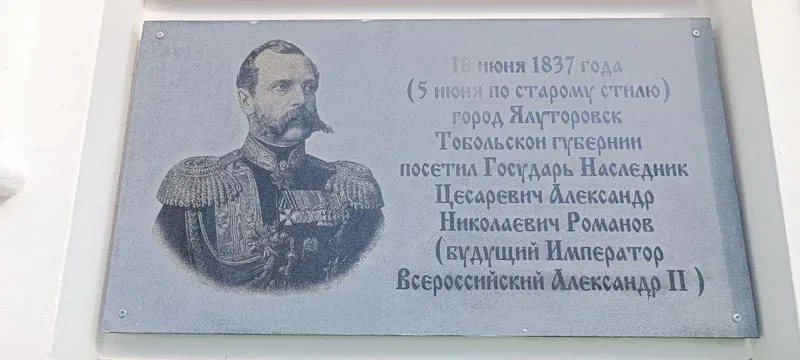 18 июня 1837 года
(5 июня по старому стилю)
город Ялуторовск
Тобольской губернии
посетил Государь Наследник
Цесаревич Александр
Николаевич Романов
(будущий Император
Всероссийский Александр II)